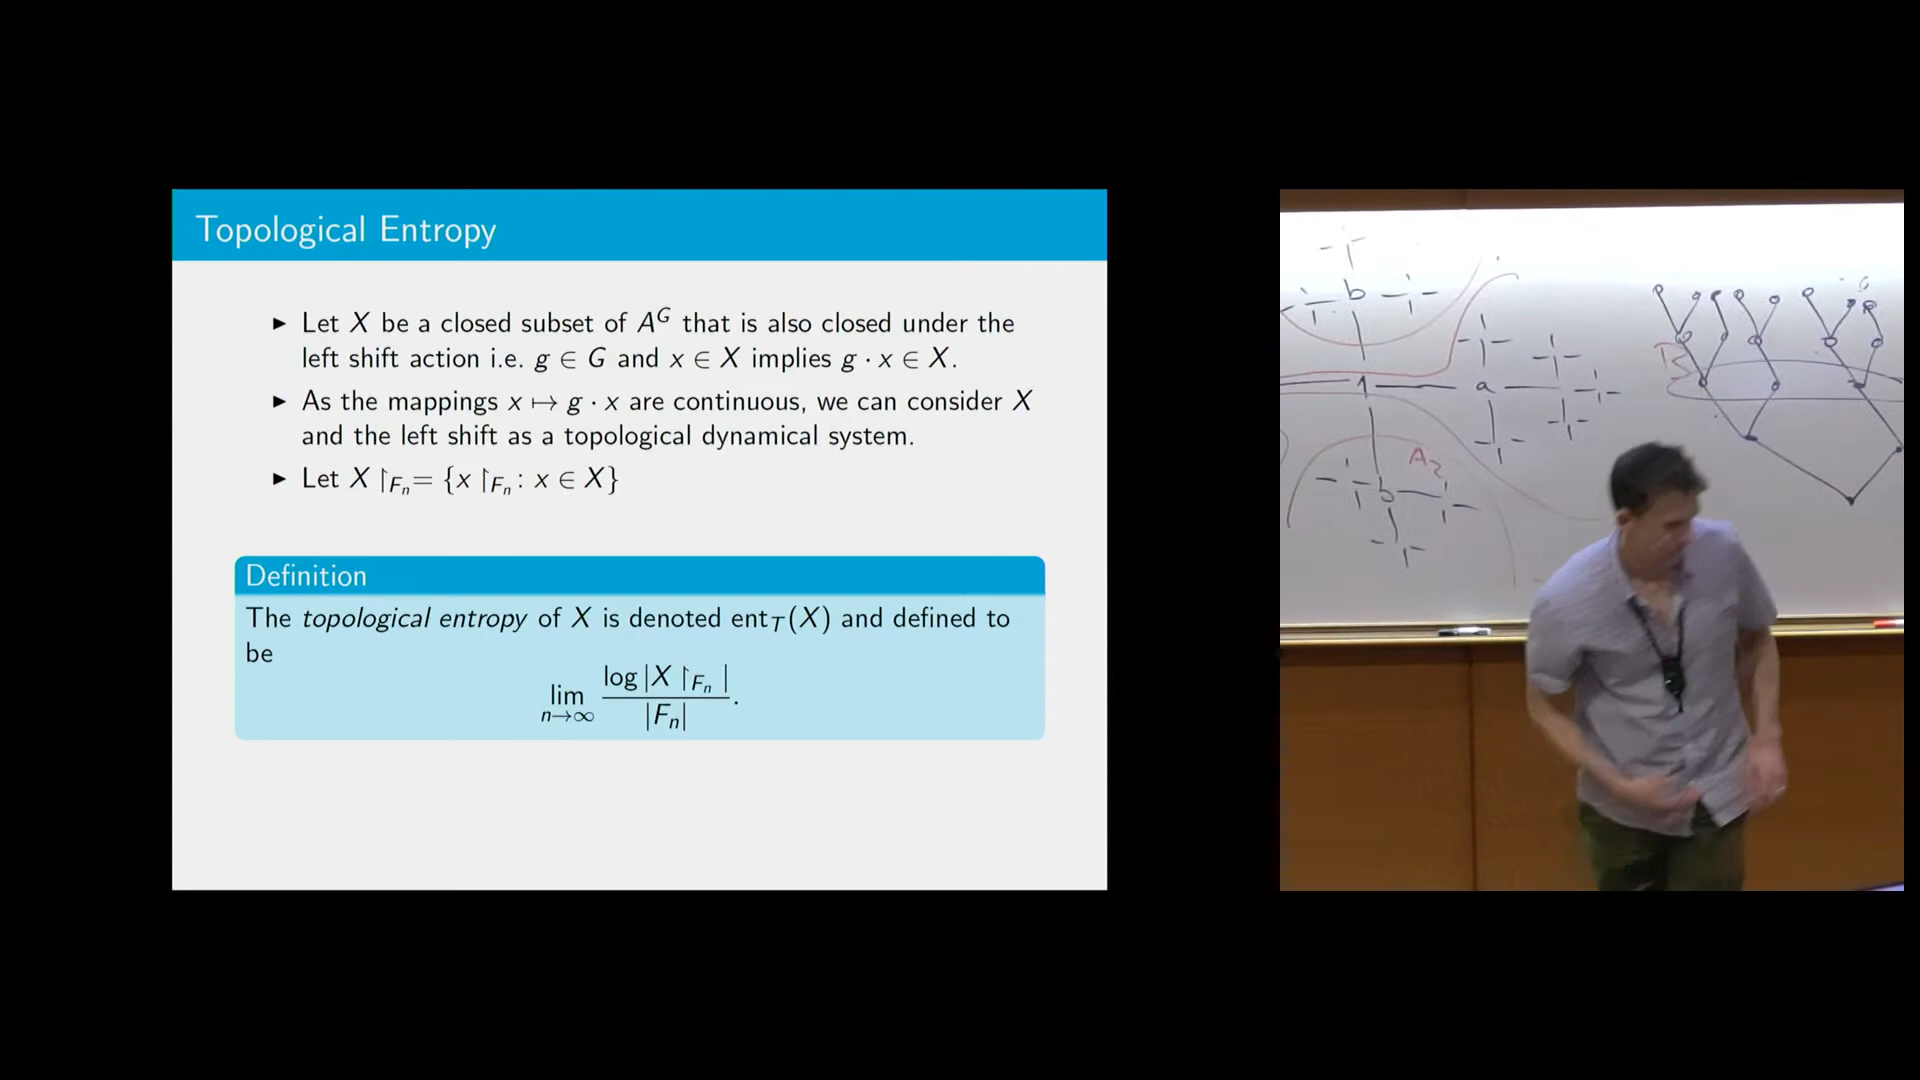 Topological Entropy
▶ Let X be a closed subset of A^G that is also closed under the
left shift action i.e. g ∈ G and x ∈ X implies g · x ∈ X.
▶ As the mappings x ↦ g · x are continuous, we can consider X
and the left shift as a topological dynamical system.
▶ Let X ↾_{F_n} = {x ↾_{F_n} : x ∈ X}
Definition
The topological entropy of X is denoted ent_T(X) and defined to
be
lim_{n→∞} log |X ↾_{F_n}| / |F_n|.
b
1 a
A_2
b